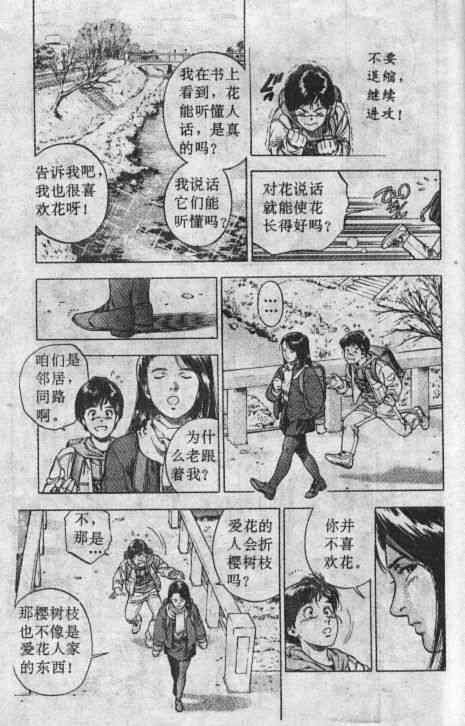 不要
退缩，
继续
进攻！
我在书上
看到，花
能听懂人
话，是真
的吗？
我说话
它们能
听懂吗？
告诉我吧，
我也很喜
欢花呀！
对花说话
就能使花
长得好吗？
……
为什
么老跟
着我？
咱们是
邻居，
同路
啊。
你并
不喜
欢花。
爱花的
人会折
樱树枝
吗？
不，
那是
…
那樱树枝
也不像是
爱花人家
的东西！